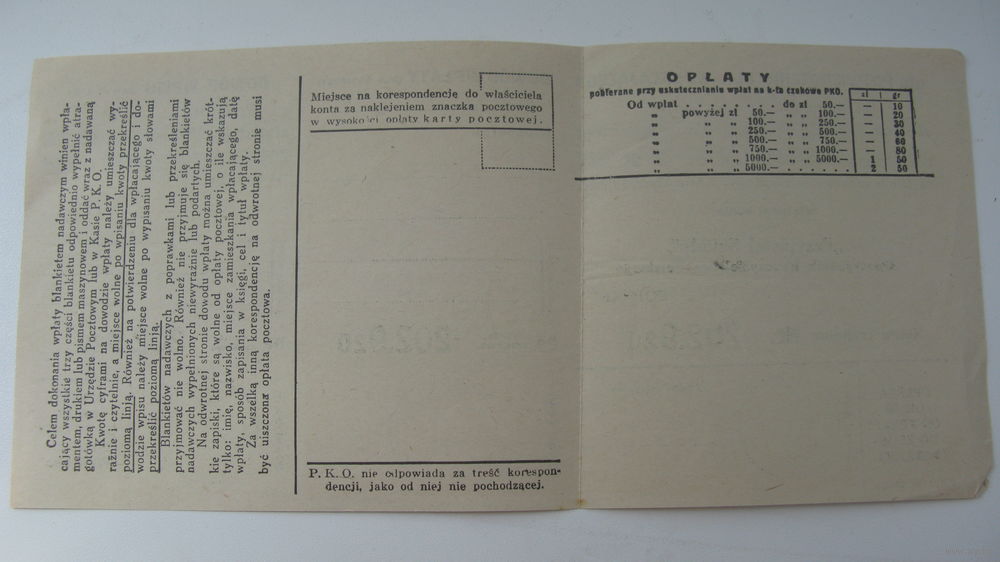 Celem dokonania wpłaty blankietem nadawczym winien wpła-
cający wszystkie trzy części blankietu odpowiednio wypełnić atra-
mentem, drukiem lub pismem maszynowem i oddać wraz z nadawaną
gotówką w Urzędzie Pocztowym lub w Kasie P. K. O.
Kwotę cyframi na dowodzie wpłaty należy umieszczać wy-
raźnie i czytelnie, a miejsce wolne po wpisaniu kwoty przekreślić
poziomą linją. Również na potwierdzeniu dla wpłacającego i do-
wodzie wpisu należy miejsce wolne po wypisaniu kwoty słowami
przekreślić poziomą linją.
Blankietów nadawczych z poprawkami lub przekreśleniami
przyjmować nie wolno. Również nie przyjmuje się blankietów
nadawczych wypełnionych niewyraźnie lub podartych.
Na odwrotnej stronie dowodu wpłaty można umieszczać krót-
kie zapiski, które są wolne od opłaty pocztowej, o ile wskazują
tylko: imię, nazwisko, miejsce zamieszkania wpłacającego, datę
wpłaty, sposób zapisania w księgi, cel i tytuł wpłaty.
Za wszelką inną korespondencję na odwrotnej stronie musi
być uiszczona opłata pocztowa.
Miejsce na korespondencję do właściciela
konta za naklejeniem znaczka pocztowego
w wysokości opłaty karty pocztowej.
P. K. O. nie odpowiada za treść korespon-
dencji, jako od niej nie pochodzącej.
OPŁATY
pobierane przy uskutecznianiu wpłat na k-ta czekowe PKO.
zł gr
Od wpłat . . . . . . . . do zł 50.— — 10
„ powyżej zł 50.— „ „ 100.— — 20
„ „ „ 100.— „ „ 250.— — 30
„ „ „ 250.— „ „ 500.— — 40
„ „ „ 500.— „ „ 750.— — 60
„ „ „ 750.— „ „ 1000.— — 80
„ „ „ 1000.— „ „ 5000.— 1 50
„ „ „ 5000.— . . . . . . 2 50